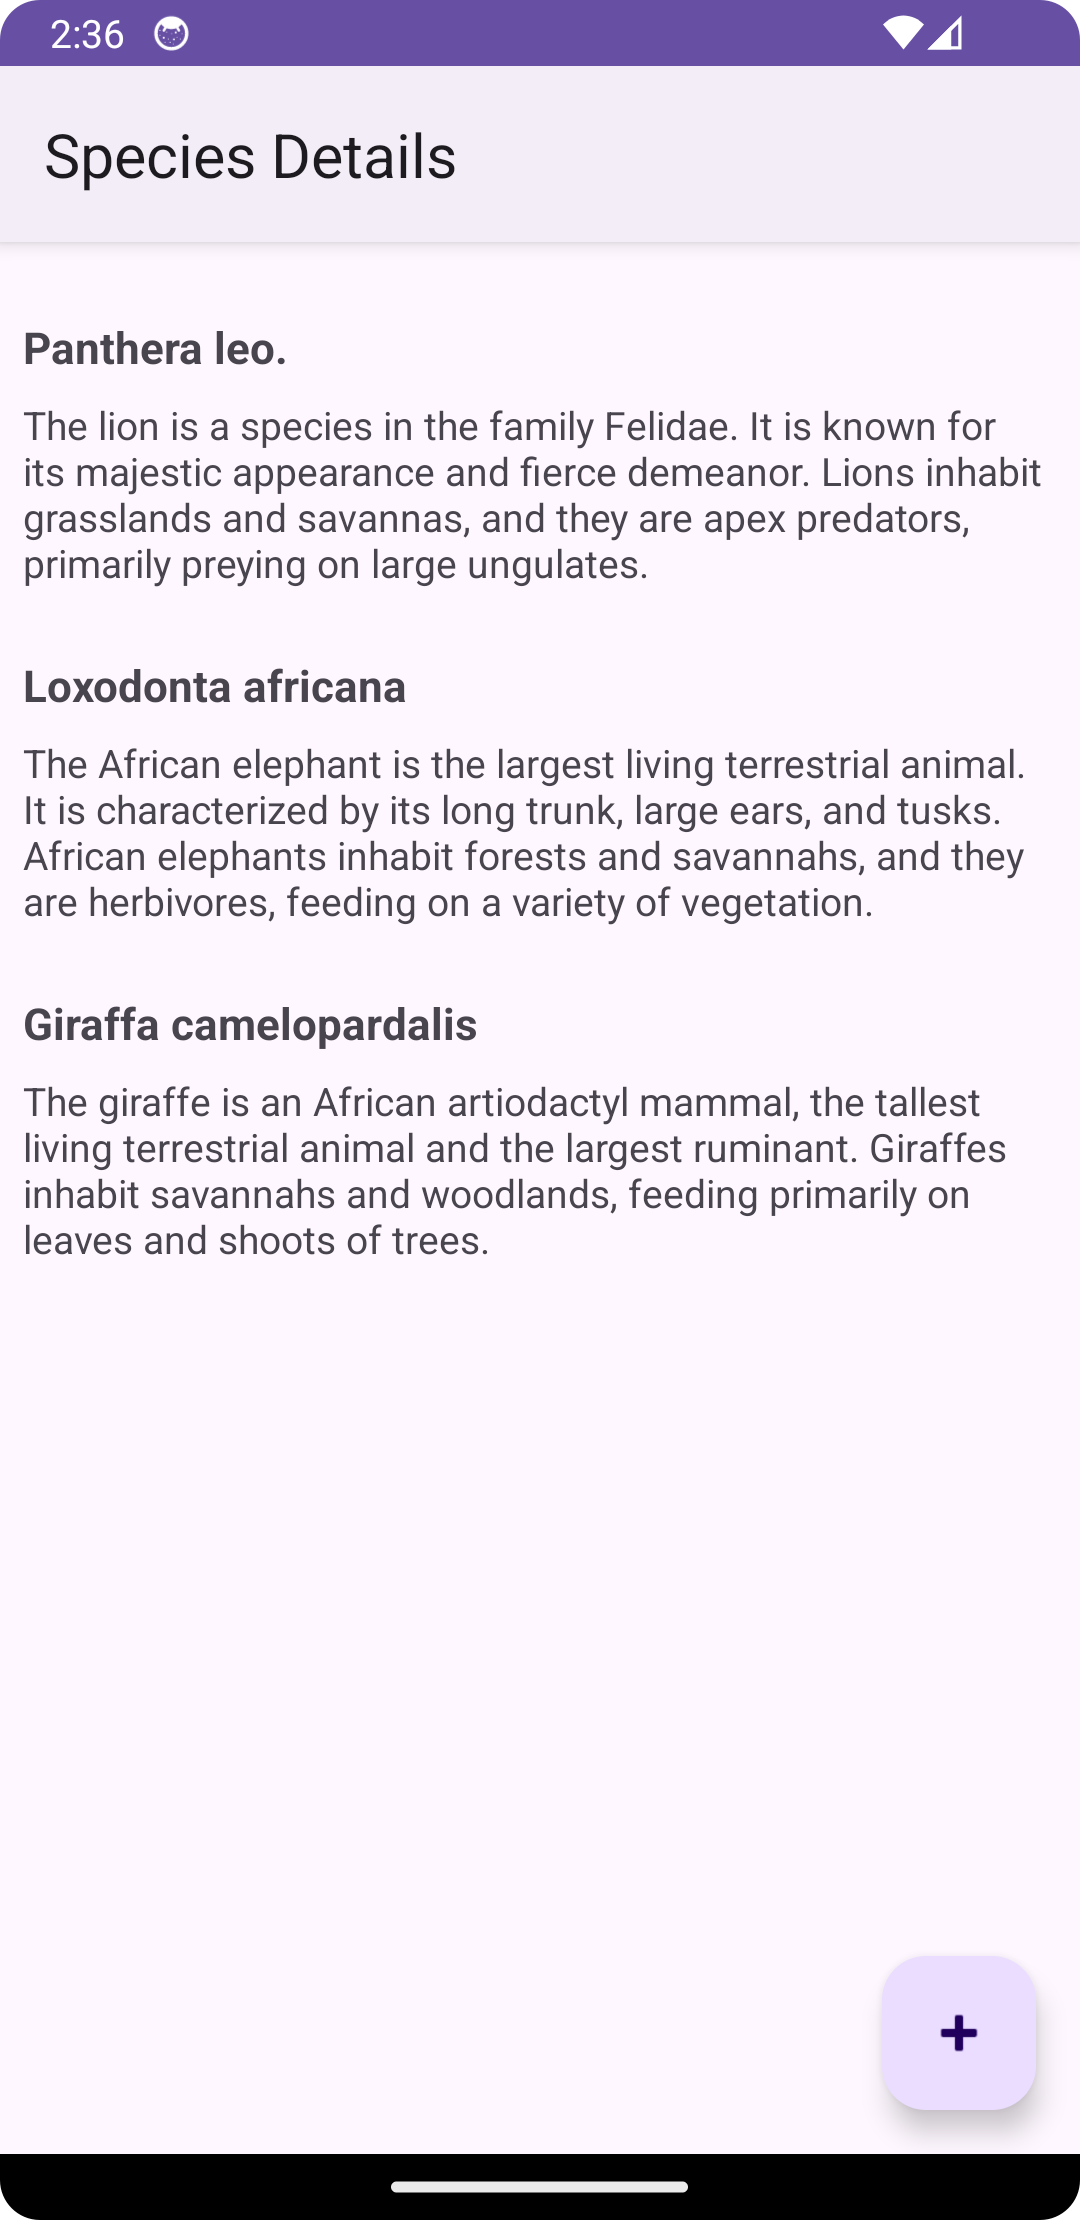 2:36
Species Details
Panthera leo.
The lion is a species in the family Felidae. It is known for
its majestic appearance and fierce demeanor. Lions inhabit
grasslands and savannas, and they are apex predators,
primarily preying on large ungulates.
Loxodonta africana
The African elephant is the largest living terrestrial animal.
It is characterized by its long trunk, large ears, and tusks.
African elephants inhabit forests and savannahs, and they
are herbivores, feeding on a variety of vegetation.
Giraffa camelopardalis
The giraffe is an African artiodactyl mammal, the tallest
living terrestrial animal and the largest ruminant. Giraffes
inhabit savannahs and woodlands, feeding primarily on
leaves and shoots of trees.